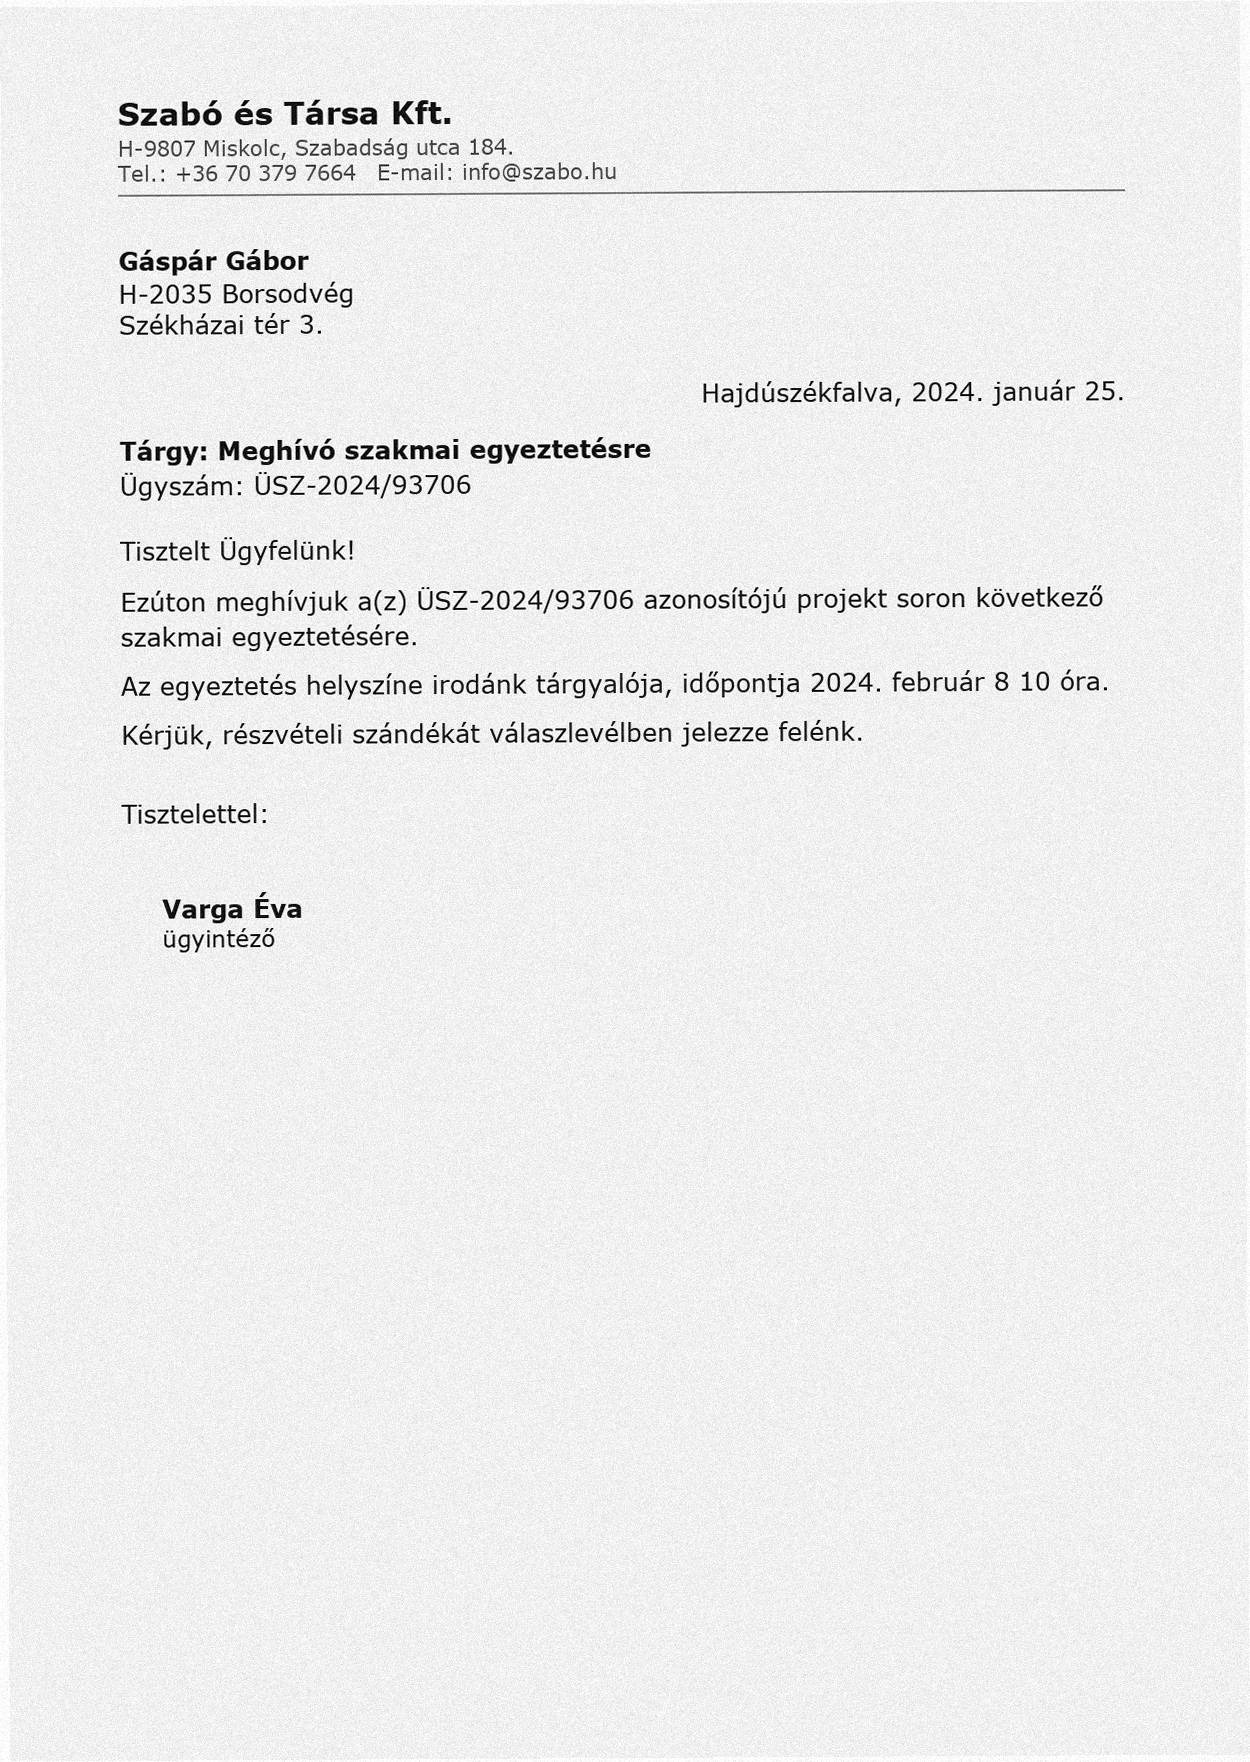 Szabó és Társa Kft.
H-9807 Miskolc, Szabadság utca 184.
Tel.: +36 70 379 7664 E-mail: info@szabo.hu
Gáspár Gábor
H-2035 Borsodvég
Székházai tér 3.
Hajdúszékfalva, 2024. január 25.
Tárgy: Meghívó szakmai egyeztetésre
Ügyszám: ÜSZ-2024/93706
Tisztelt Ügyfelünk!
Ezúton meghívjuk a(z) ÜSZ-2024/93706 azonosítójú projekt soron következő
szakmai egyeztetésére.
Az egyeztetés helyszíne irodánk tárgyalója, időpontja 2024. február 8 10 óra.
Kérjük, részvételi szándékát válaszlevélben jelezze felénk.
Tisztelettel:
Varga Éva
ügyintéző